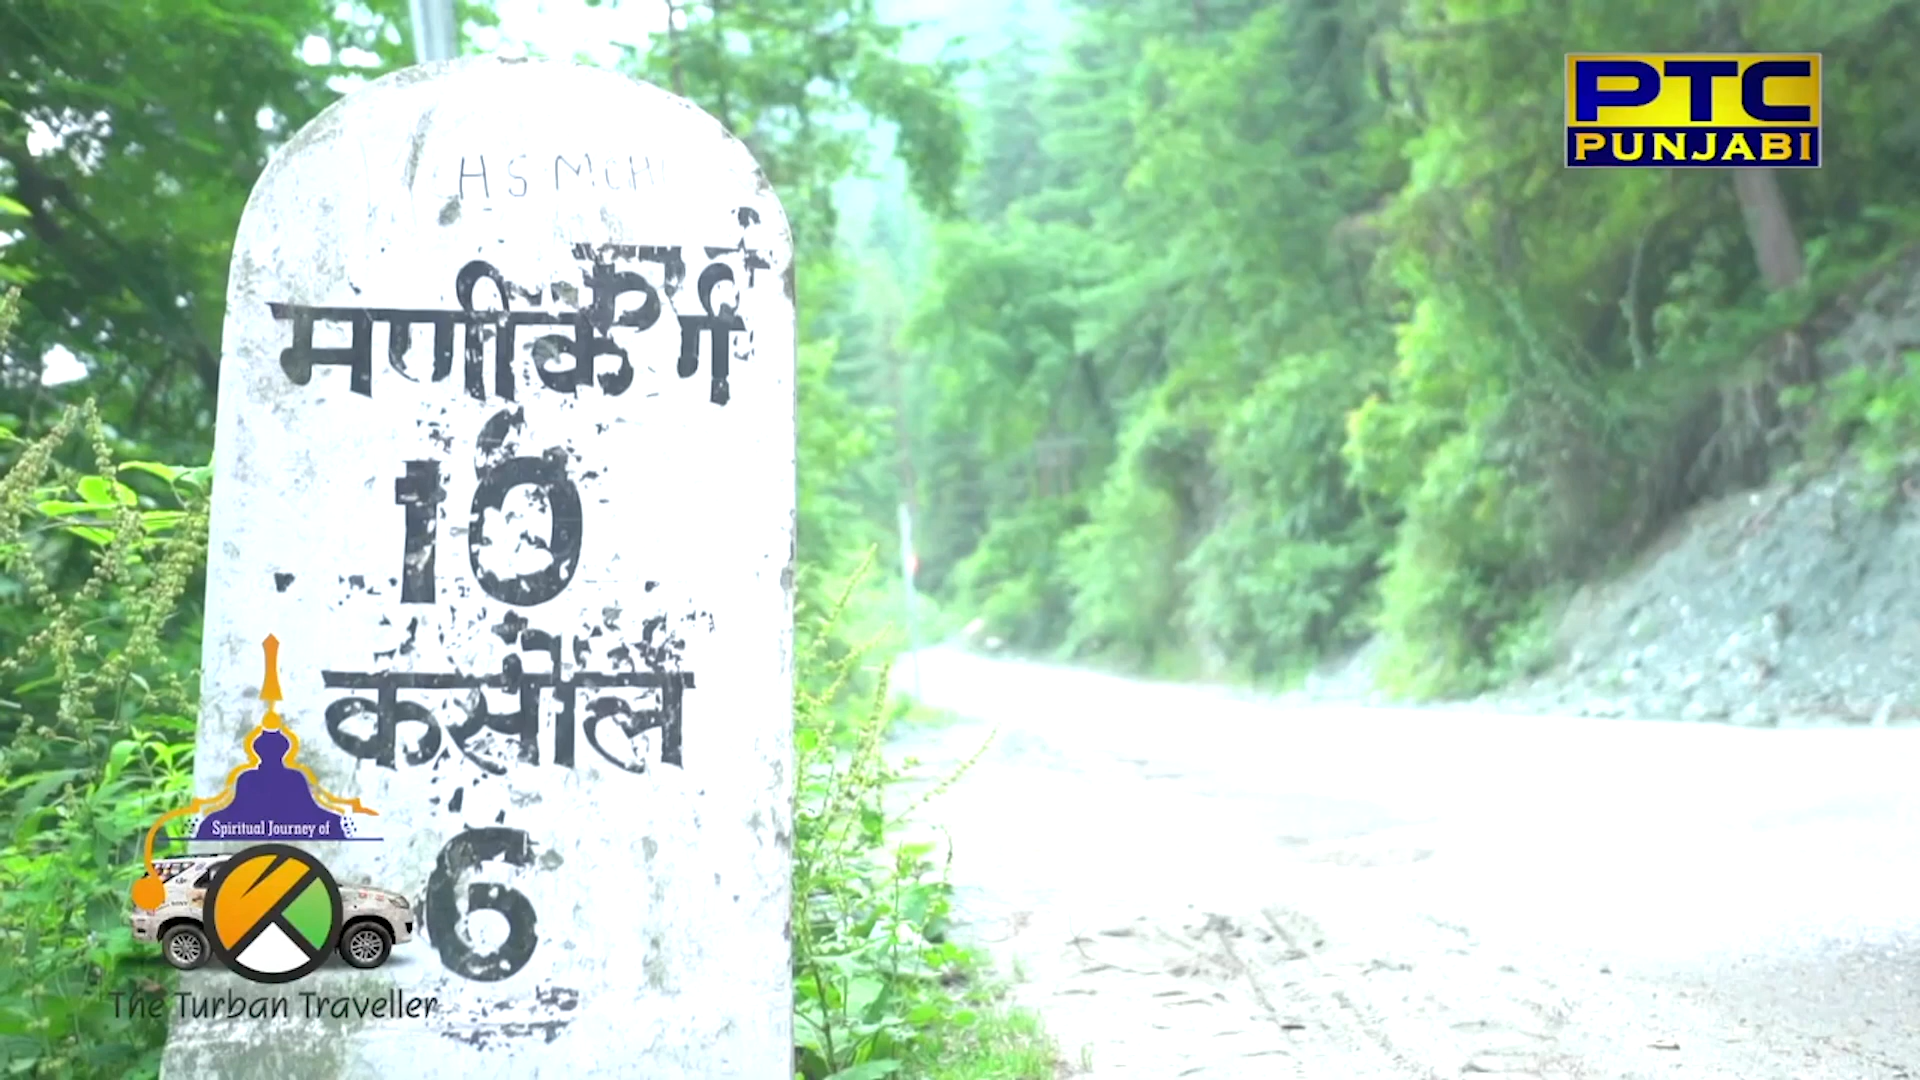 PTC
PUNJABI
H S MCH
मणीकर्ण
10
कसोल
6
Spiritual Journey of
The Turban Traveller